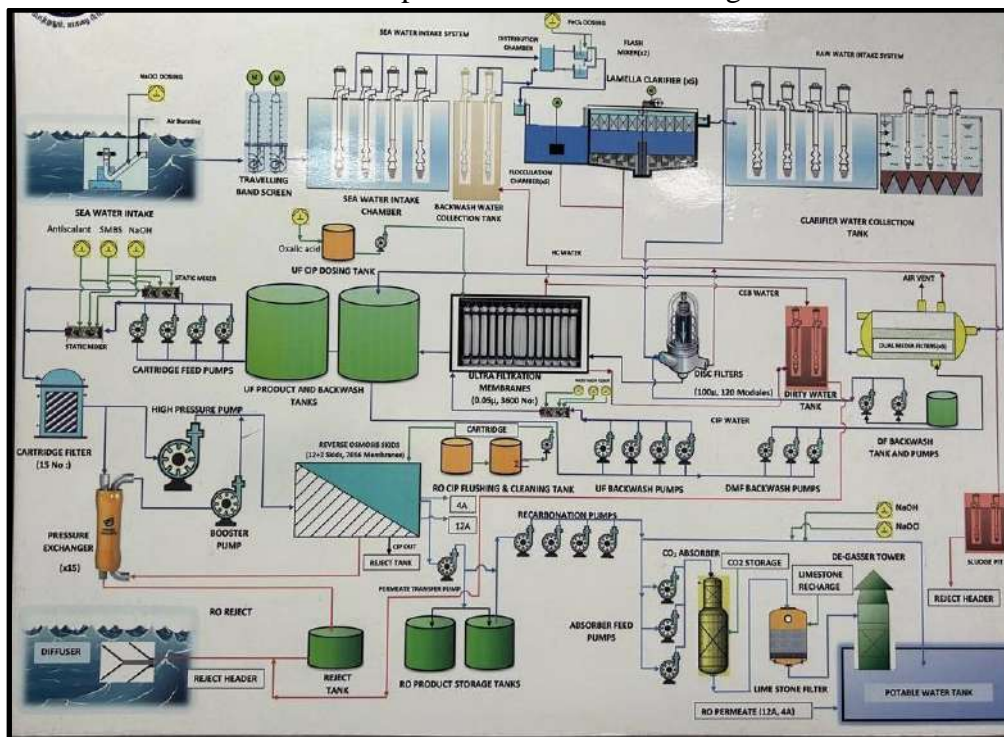 FeCl₃ DOSING
SEA WATER INTAKE SYSTEM
DISTRIBUTION
CHAMBER
FLASH
MIXER(x2)
RAW WATER INTAKE SYSTEM
NaOCl DOSING
LAMELLA CLARIFIER (x5)
Air Bursting
FLOCCULATION
CHAMBER(x5)
TRAVELLING
BAND SCREEN
SEA WATER INTAKE
CHAMBER
BACKWASH WATER
COLLECTION TANK
CLARIFIER WATER COLLECTION
TANK
SEA WATER INTAKE
Antiscalant
SMBS
NaOH
Oxalic acid
UF CIP DOSING TANK
STATIC MIXER
STATIC MIXER
CEB WATER
AIR VENT
DUAL MEDIA FILTERS(x8)
CARTRIDGE FEED PUMPS
UF PRODUCT AND BACKWASH
TANKS
ULTRA FILTRATION
MEMBRANES
(0.05µ, 3600 No:)
DISC FILTERS
(100µ, 120 Modules)
DIRTY WATER
TANK
CIP WATER
DF BACKWASH
TANK AND PUMPS
HIGH PRESSURE PUMP
CARTRIDGE FILTER
(15 No :)
REVERSE OSMOSIS SKIDS
CARTRIDGE
RO CIP FLUSHING & CLEANING TANK
UF BACKWASH PUMPS
DMF BACKWASH PUMPS
4A
12A
BOOSTER
PUMP
CIP OUT
REJECT TANK
PRESSURE
EXCHANGER
(x15)
PERMEATE TRANSFER PUMP
RECARBONATION PUMPS
NaOH
NaOCl
CO₂ ABSORBER
CO2 STORAGE
DE-GASSER TOWER
LIMESTONE
RECHARGE
SLUDGE PIT
REJECT HEADER
RO REJECT
ABSORBER FEED
PUMPS
DIFFUSER
REJECT HEADER
REJECT
TANK
RO PRODUCT STORAGE TANKS
LIME STONE FILTER
POTABLE WATER TANK
RO PERMEATE (12A, 4A)